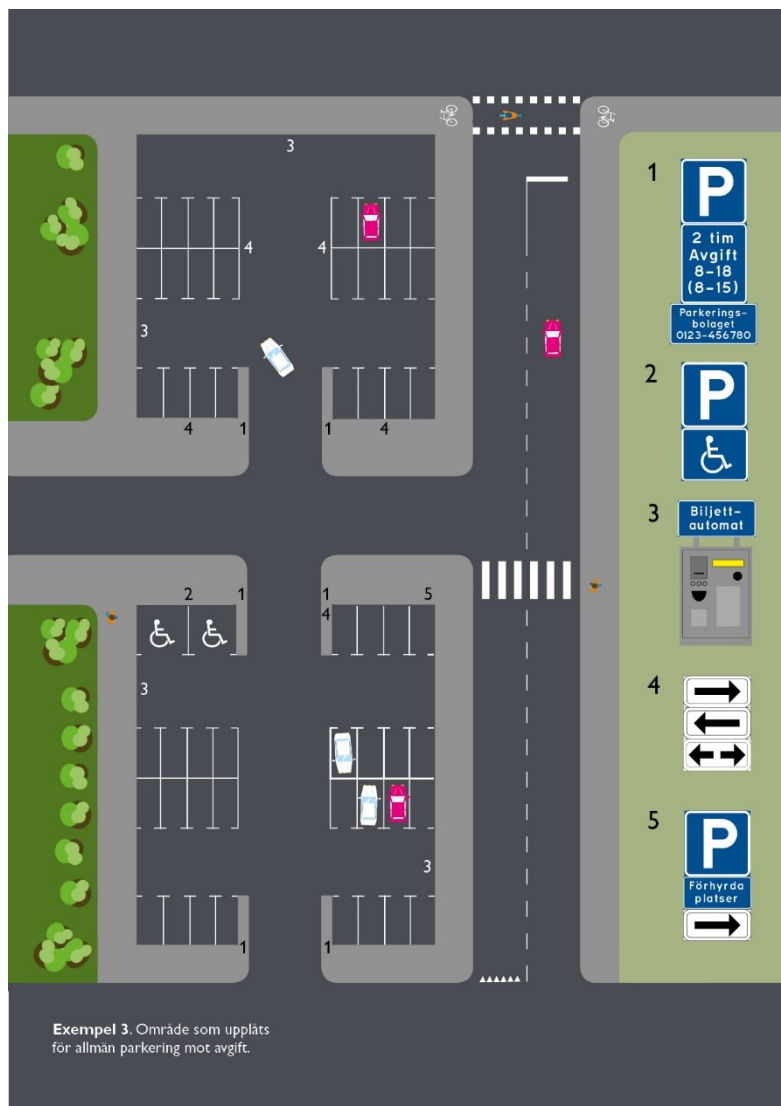 3
1
P
2 tim
Avgift
8-18
(8-15)
Parkerings-
bolaget
0123-456780
4
4
3
2
P
4
1
1
4
3
Biljett-
automat
2
1
1
5
4
3
4
5
P
Förhyrda
platser
3
1
1
Exempel 3. Område som upplåts
för allmän parkering mot avgift.